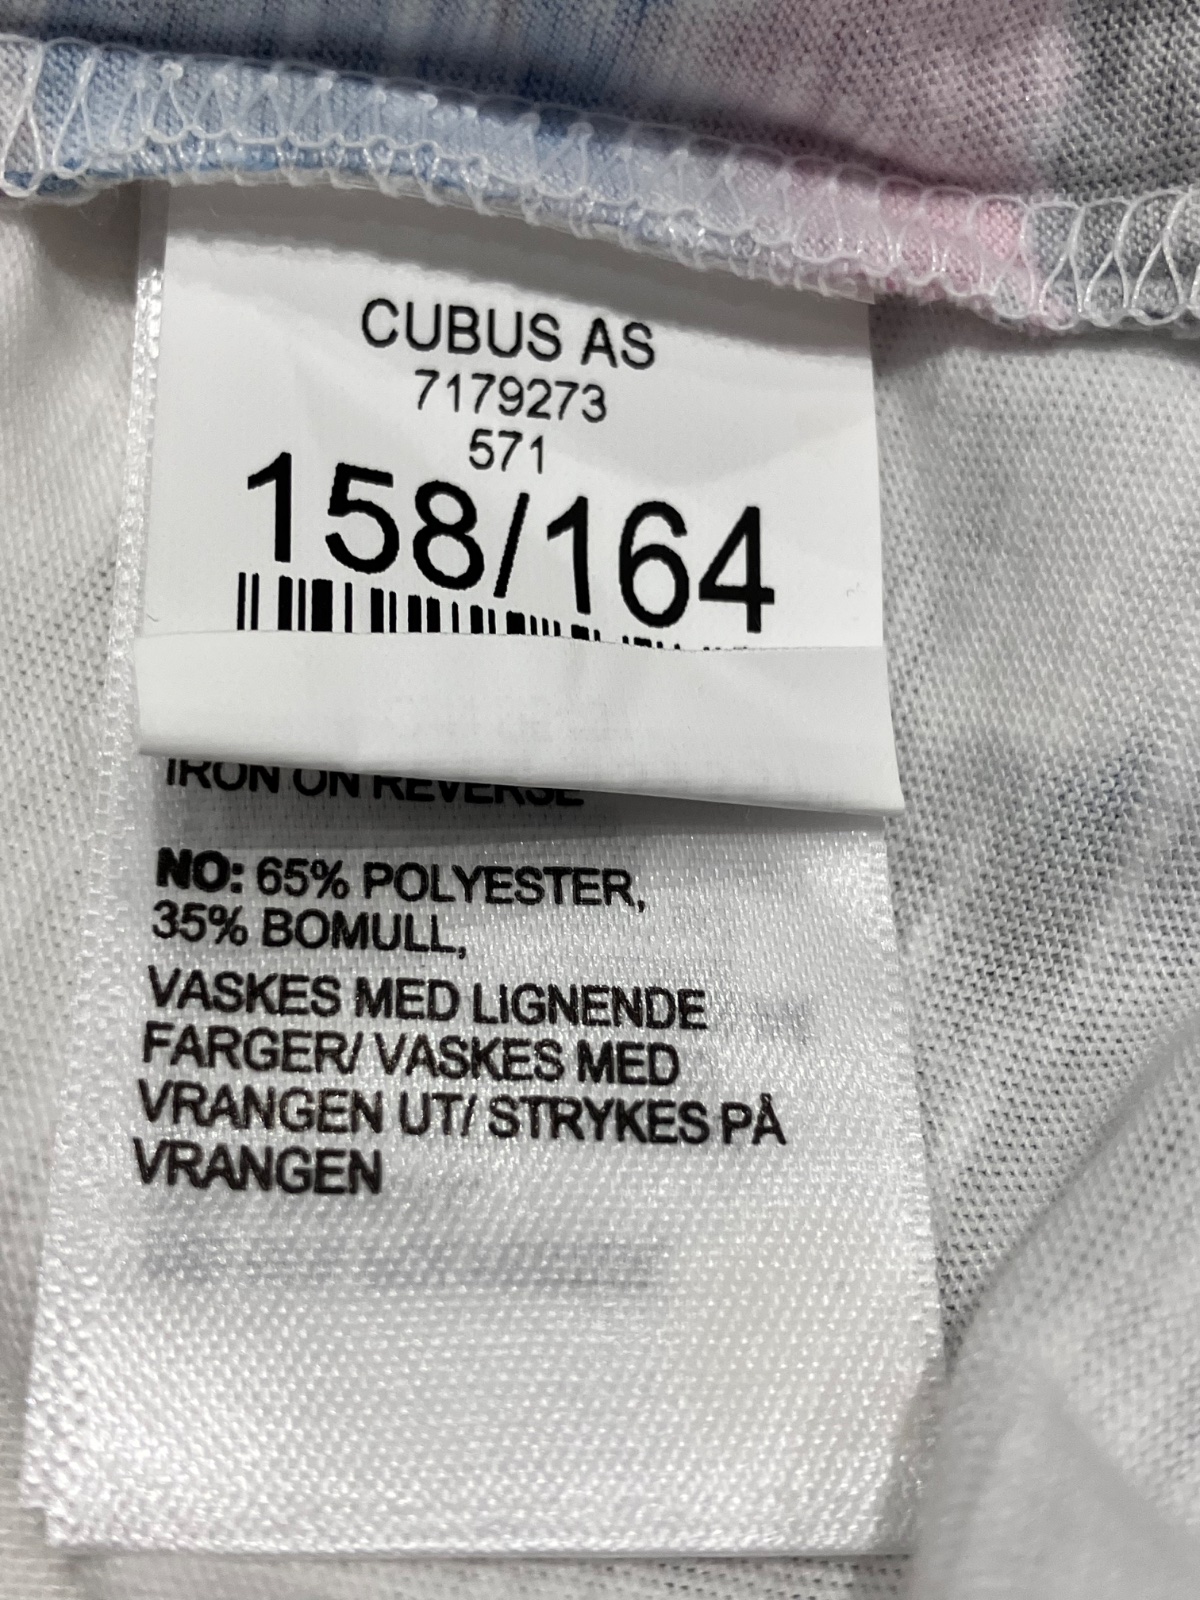 CUBUS AS
7179273
571
158/164
IRON ON REVERSE
NO: 65% POLYESTER,
35% BOMULL,
VASKES MED LIGNENDE
FARGER/ VASKES MED
VRANGEN UT/ STRYKES PÅ
VRANGEN